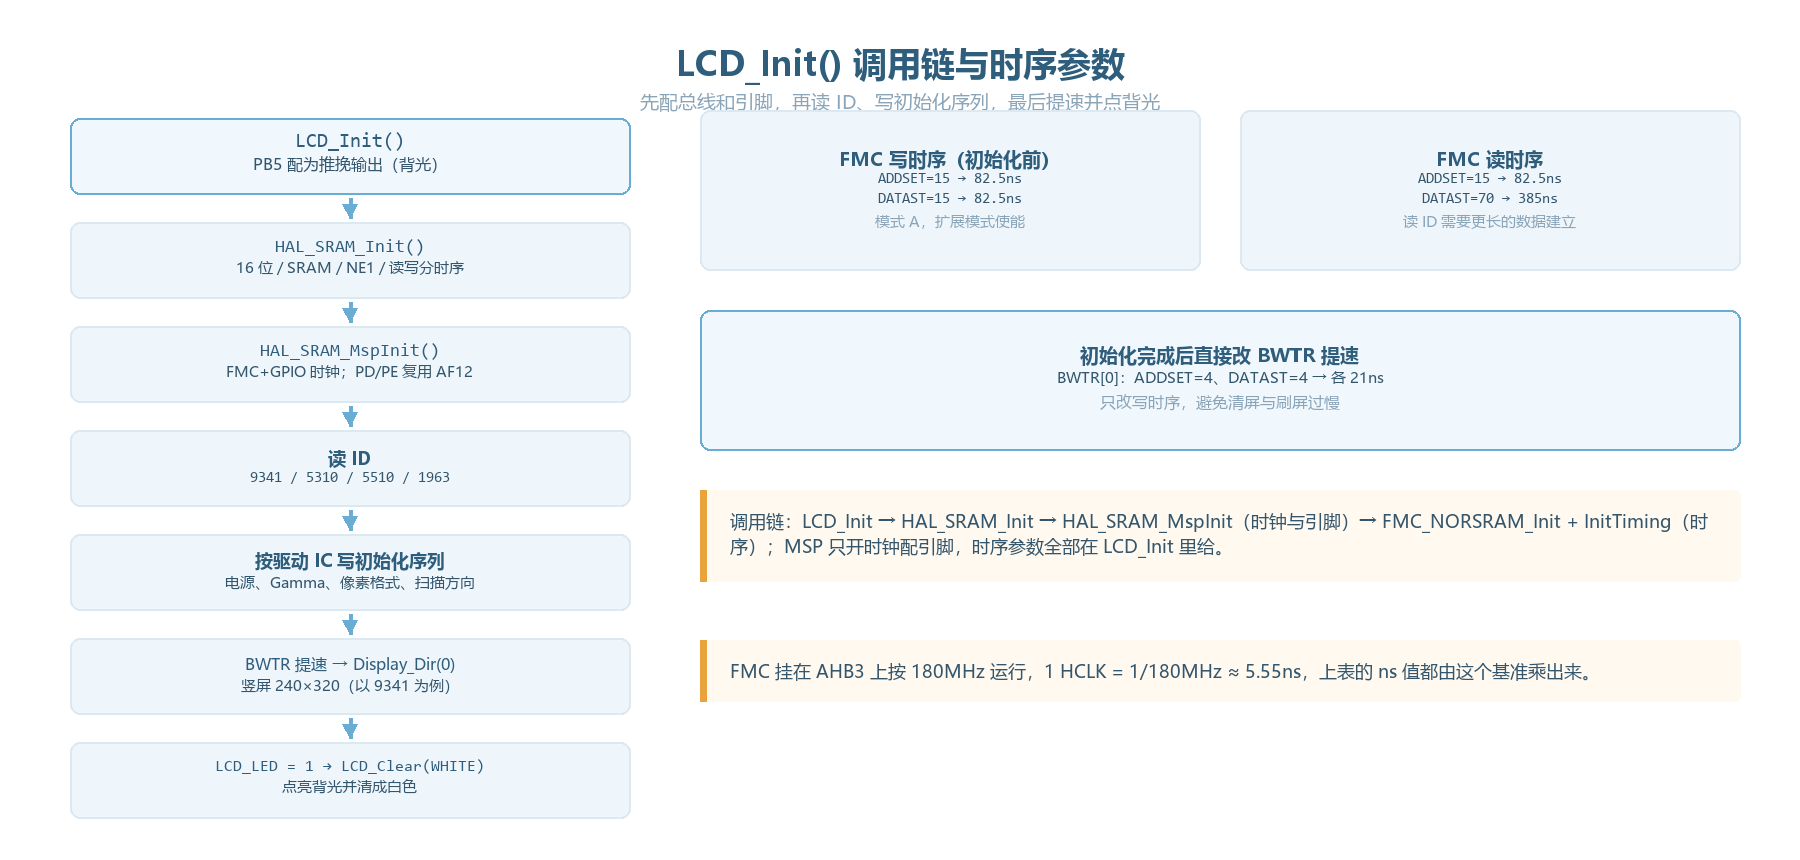 LCD_Init() 调用链与时序参数
先配总线和引脚，再读 ID、写初始化序列，最后提速并点背光
LCD_Init()
PB5 配为推挽输出（背光）
HAL_SRAM_Init()
16 位 / SRAM / NE1 / 读写分时序
HAL_SRAM_MspInit()
FMC+GPIO 时钟；PD/PE 复用 AF12
读 ID
9341 / 5310 / 5510 / 1963
按驱动 IC 写初始化序列
电源、Gamma、像素格式、扫描方向
BWTR 提速 → Display_Dir(0)
竖屏 240×320（以 9341 为例）
LCD_LED = 1 → LCD_Clear(WHITE)
点亮背光并清成白色
FMC 写时序（初始化前）
ADDSET=15 → 82.5ns
DATAST=15 → 82.5ns
模式 A，扩展模式使能
FMC 读时序
ADDSET=15 → 82.5ns
DATAST=70 → 385ns
读 ID 需要更长的数据建立
初始化完成后直接改 BWTR 提速
BWTR[0]：ADDSET=4、DATAST=4 → 各 21ns
只改写时序，避免清屏与刷屏过慢
调用链：LCD_Init → HAL_SRAM_Init → HAL_SRAM_MspInit（时钟与引脚）→ FMC_NORSRAM_Init + InitTiming（时
序）；MSP 只开时钟配引脚，时序参数全部在 LCD_Init 里给。
FMC 挂在 AHB3 上按 180MHz 运行，1 HCLK = 1/180MHz ≈ 5.55ns，上表的 ns 值都由这个基准乘出来。